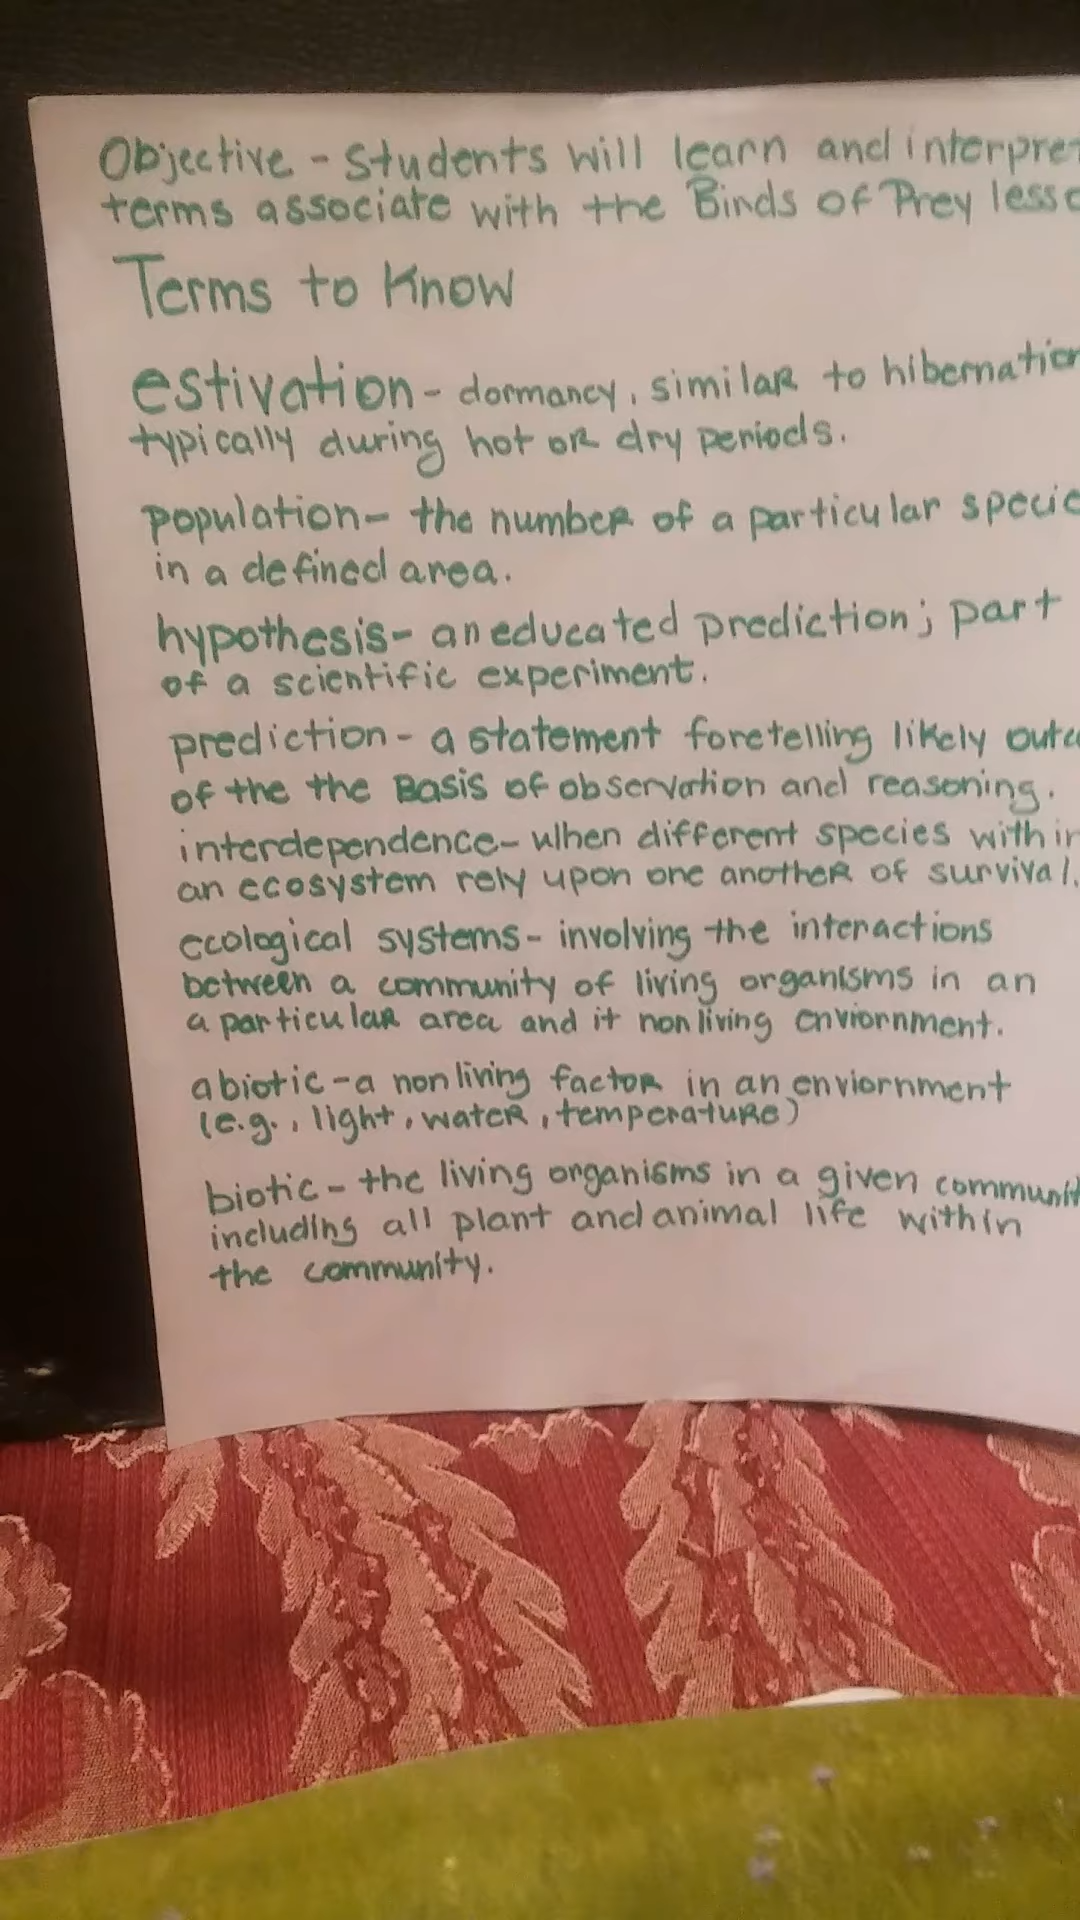 Objective - Students will learn and interpre
terms associate with the Binds of Prey less
Terms to Know
estivation - dormancy, similar to hibernation
typically during hot or dry periods.
population - the number of a particular specie
in a defined area.
hypothesis - an educated prediction; part
of a scientific experiment.
prediction - a statement foretelling likely outc
of the the Basis of observation and reasoning.
interdependence - when different species within
an ecosystem rely upon one another of survival.
ecological systems - involving the interactions
between a community of living organisms in an
a particular area and it nonliving enviornment.
abiotic - a nonliving factor in an enviornment
(e.g., light, water, temperature)
biotic - the living organisms in a given communit
including all plant and animal life within
the community.